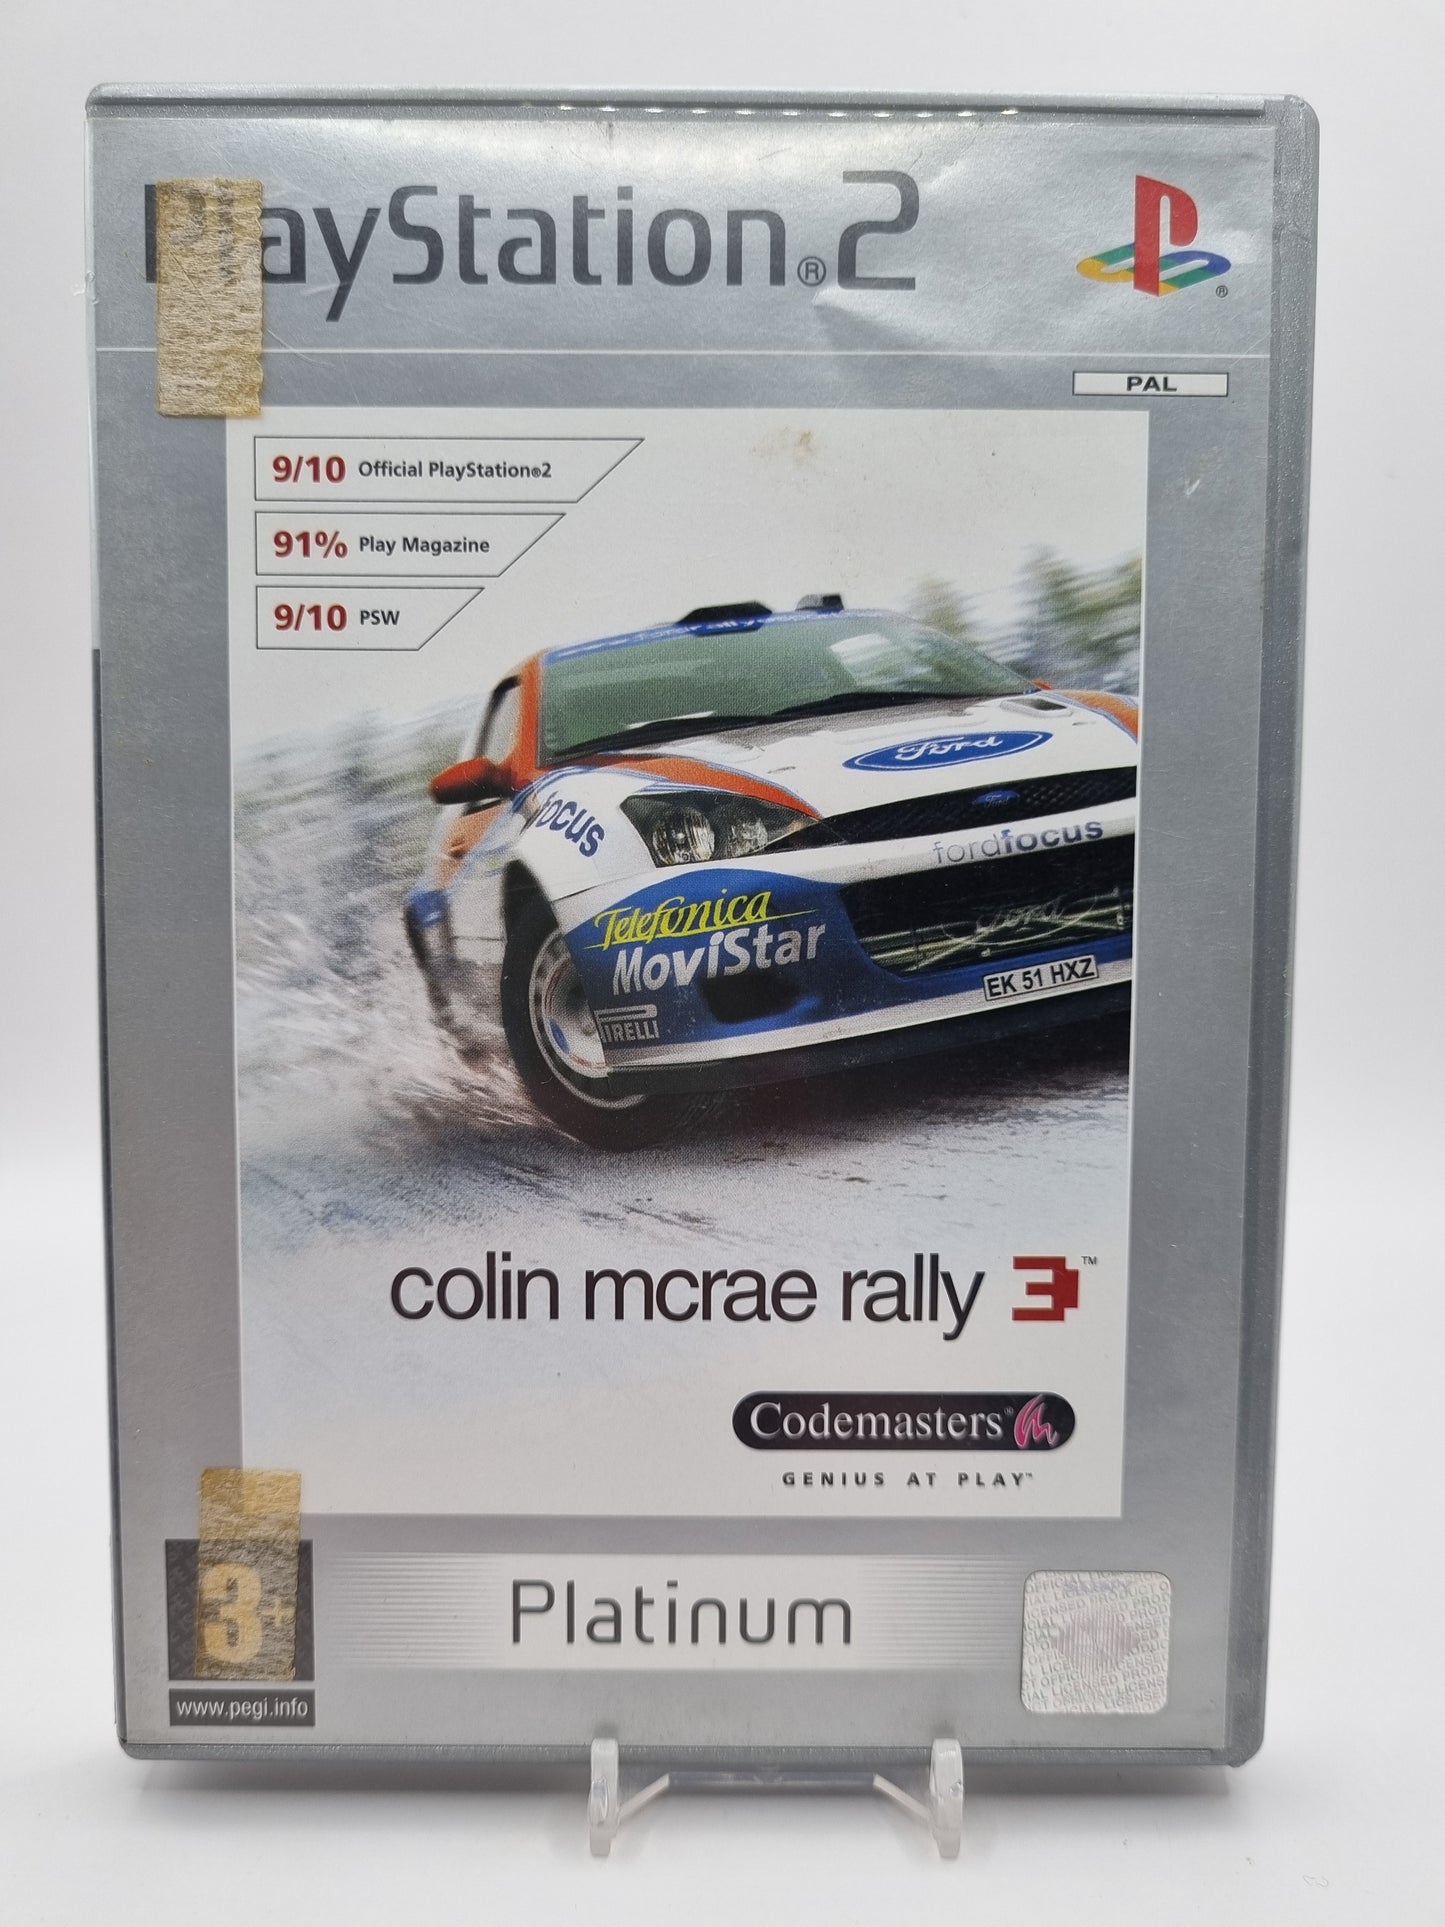 PlayStation®2
PAL
9/10 Official PlayStation®2
91% Play Magazine
9/10 PSW
Ford
focus
fordfocus
Telefonica
MoviStar
EK 51 HXZ
PIRELLI
colin mcrae rally 3™
Codemasters®
GENIUS AT PLAY™
3+
Platinum
www.pegi.info